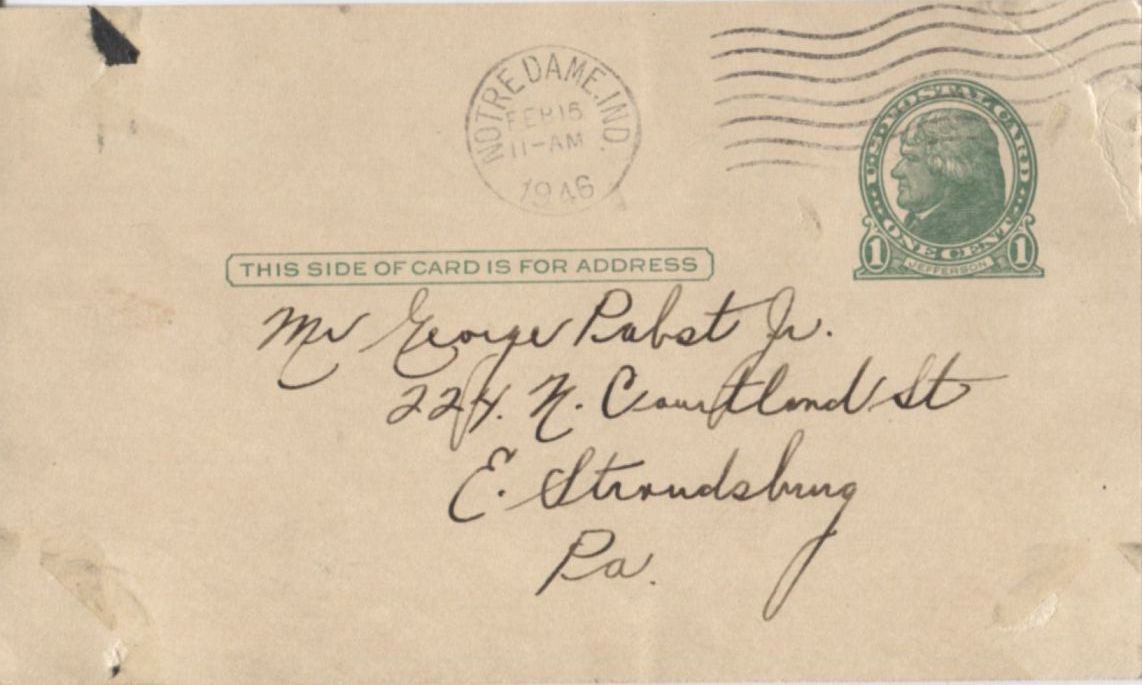 NOTRE DAME, IND.
FEB 15
11-AM
1946
U.S. POSTAL CARD
ONE CENT
1 JEFFERSON 1
THIS SIDE OF CARD IS FOR ADDRESS
Mr George Pabst Jr.
224. N. Courtland St
E. Stroudsburg
Pa.